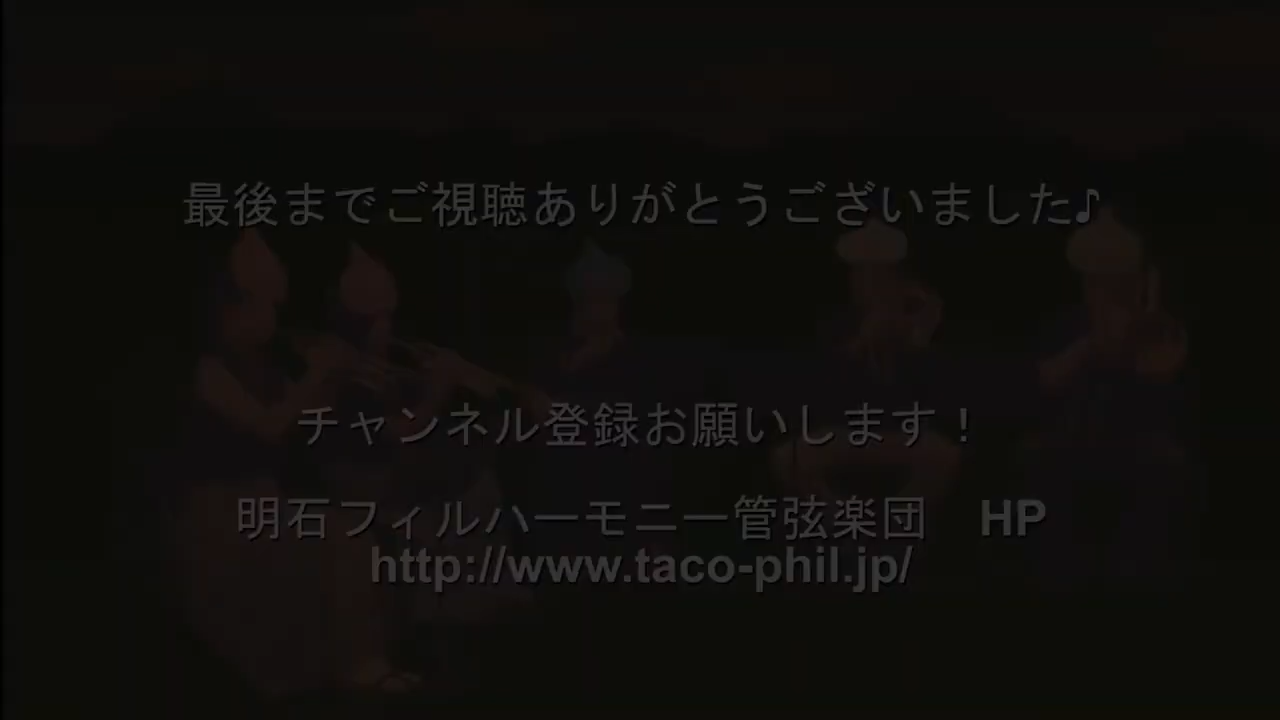 最後までご視聴ありがとうございました♪
チャンネル登録お願いします！
明石フィルハーモニー管弦楽団　HP
http://www.taco-phil.jp/